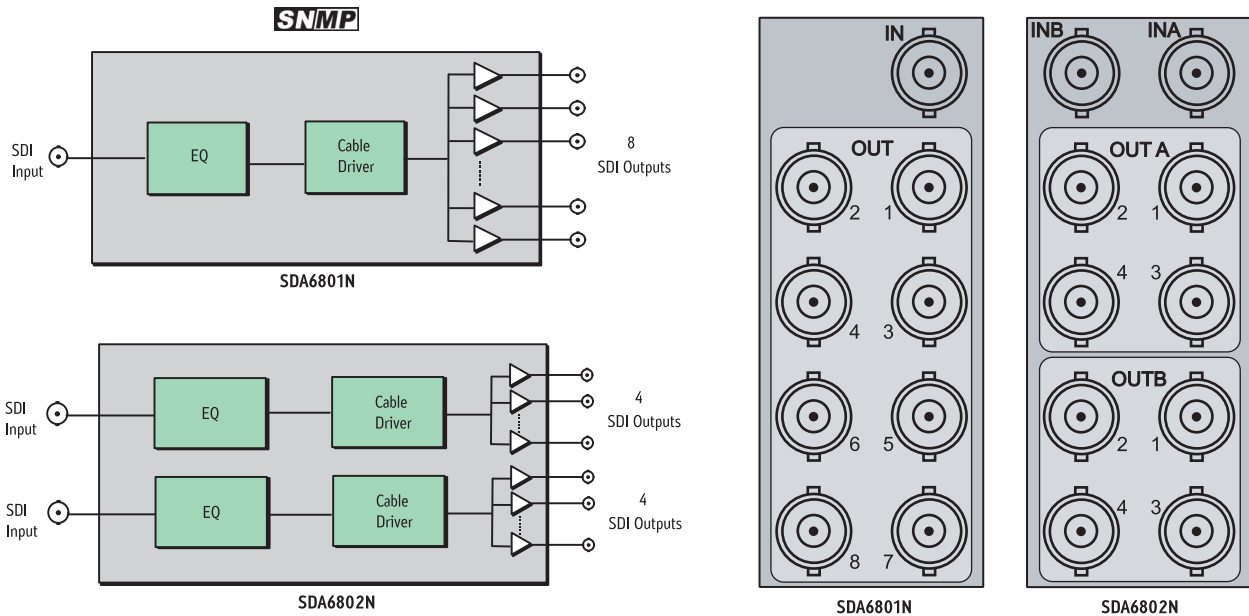 SNMP
SDI
Input
EQ
Cable
Driver
8
SDI Outputs
SDA6801N
SDI
Input
EQ
Cable
Driver
4
SDI Outputs
SDI
Input
EQ
Cable
Driver
4
SDI Outputs
SDA6802N
IN
OUT
2 1
4 3
6 5
8 7
SDA6801N
INB INA
OUT A
2 1
4 3
OUTB
2 1
4 3
SDA6802N